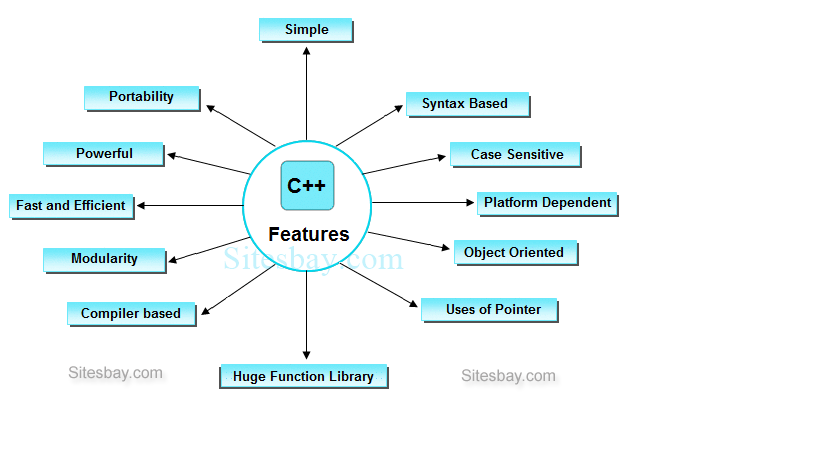 Simple
Portability
Syntax Based
Powerful
Case Sensitive
C++
Fast and Efficient
Platform Dependent
Features
Modularity
Sitesbay.com
Object Oriented
Compiler based
Uses of Pointer
Sitesbay.com
Huge Function Library
Sitesbay.com